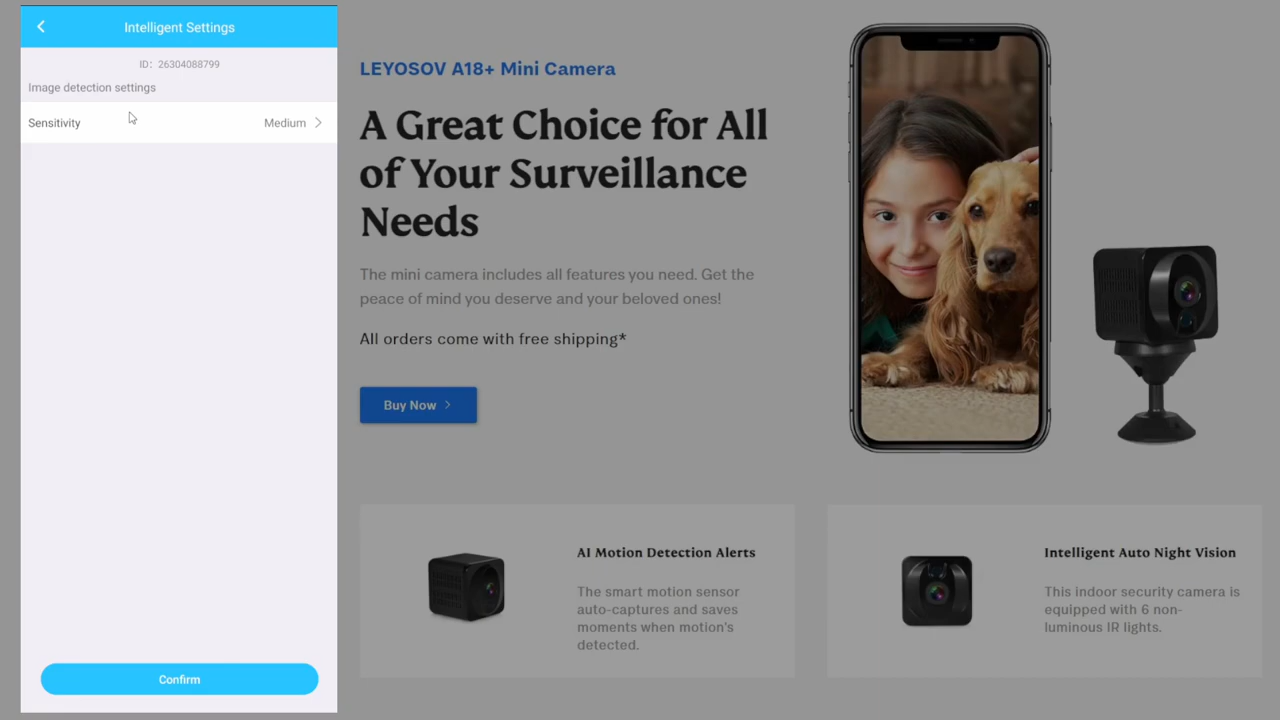 Intelligent Settings
ID: 26304088799
Image detection settings
Sensitivity Medium
Confirm
LEYOSOV A18+ Mini Camera
A Great Choice for All
of Your Surveillance
Needs
The mini camera includes all features you need. Get the
peace of mind you deserve and your beloved ones!
All orders come with free shipping*
Buy Now
AI Motion Detection Alerts
The smart motion sensor
auto-captures and saves
moments when motion's
detected.
Intelligent Auto Night Vision
This indoor security camera is
equipped with 6 non-
luminous IR lights.